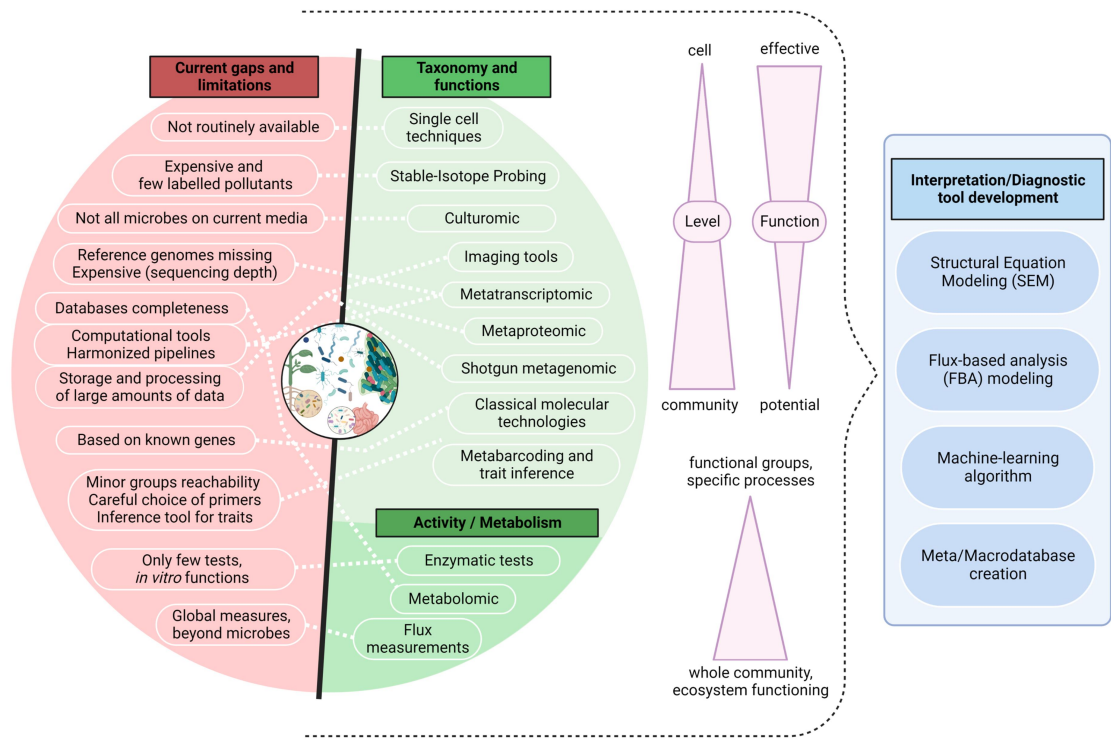 Current gaps and
limitations
Not routinely available
Expensive and
few labelled pollutants
Not all microbes on current media
Reference genomes missing
Expensive (sequencing depth)
Databases completeness
Computational tools
Harmonized pipelines
Storage and processing
of large amounts of data
Based on known genes
Minor groups reachability
Careful choice of primers
Inference tool for traits
Only few tests,
in vitro functions
Global measures,
beyond microbes
Taxonomy and
functions
Single cell
techniques
Stable-Isotope Probing
Culturomic
Imaging tools
Metatranscriptomic
Metaproteomic
Shotgun metagenomic
Classical molecular
technologies
Metabarcoding and
trait inference
Activity / Metabolism
Enzymatic tests
Metabolomic
Flux
measurements
cell
Level
community
effective
Function
potential
functional groups,
specific processes
whole community,
ecosystem functioning
Interpretation/Diagnostic
tool development
Structural Equation
Modeling (SEM)
Flux-based analysis
(FBA) modeling
Machine-learning
algorithm
Meta/Macrodatabase
creation